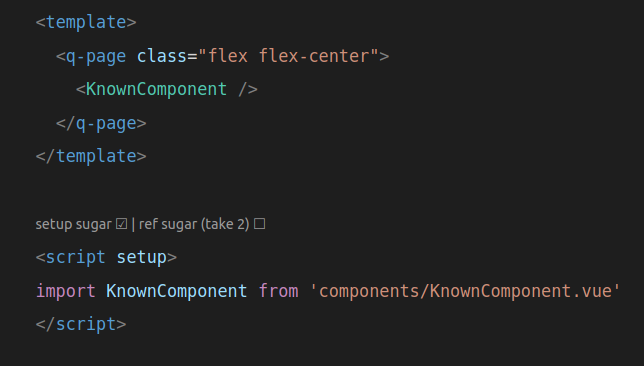 <template>
<q-page class="flex flex-center">
<KnownComponent />
</q-page>
</template>
setup sugar ☑ | ref sugar (take 2) ☐
<script setup>
import KnownComponent from 'components/KnownComponent.vue'
</script>